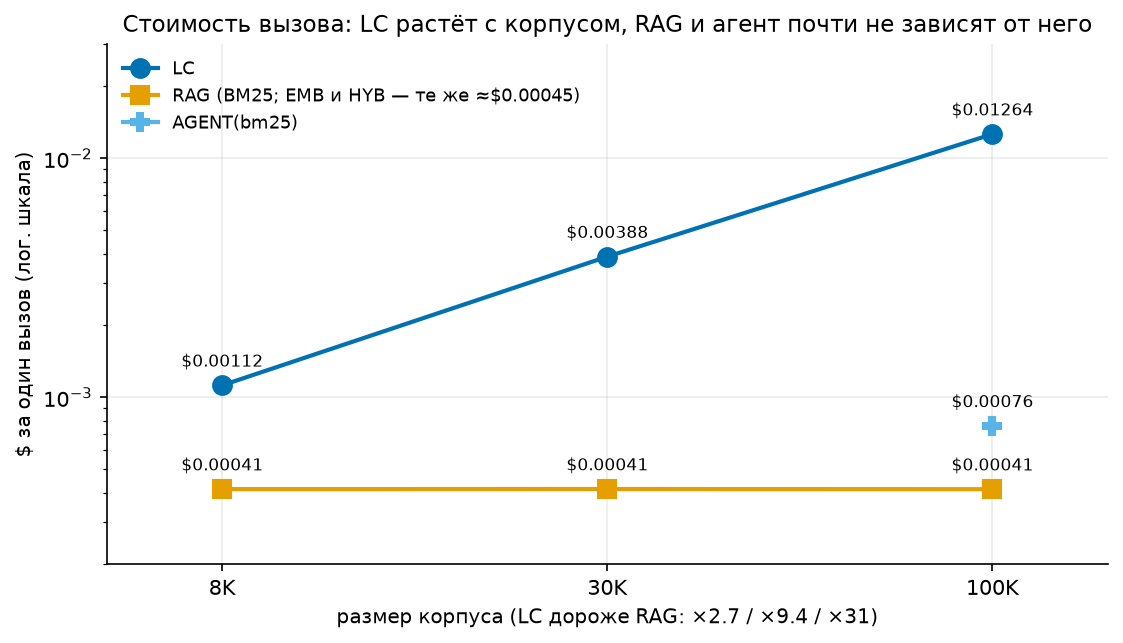 Стоимость вызова: LC растёт с корпусом, RAG и агент почти не зависят от него
LC
RAG (BM25; EMB и HYB — те же ≈$0.00045)
AGENT(bm25)
$ за один вызов (лог. шкала)
10⁻²
10⁻³
$0.01264
$0.00388
$0.00112
$0.00076
$0.00041
$0.00041
$0.00041
8K
30K
100K
размер корпуса (LC дороже RAG: ×2.7 / ×9.4 / ×31)